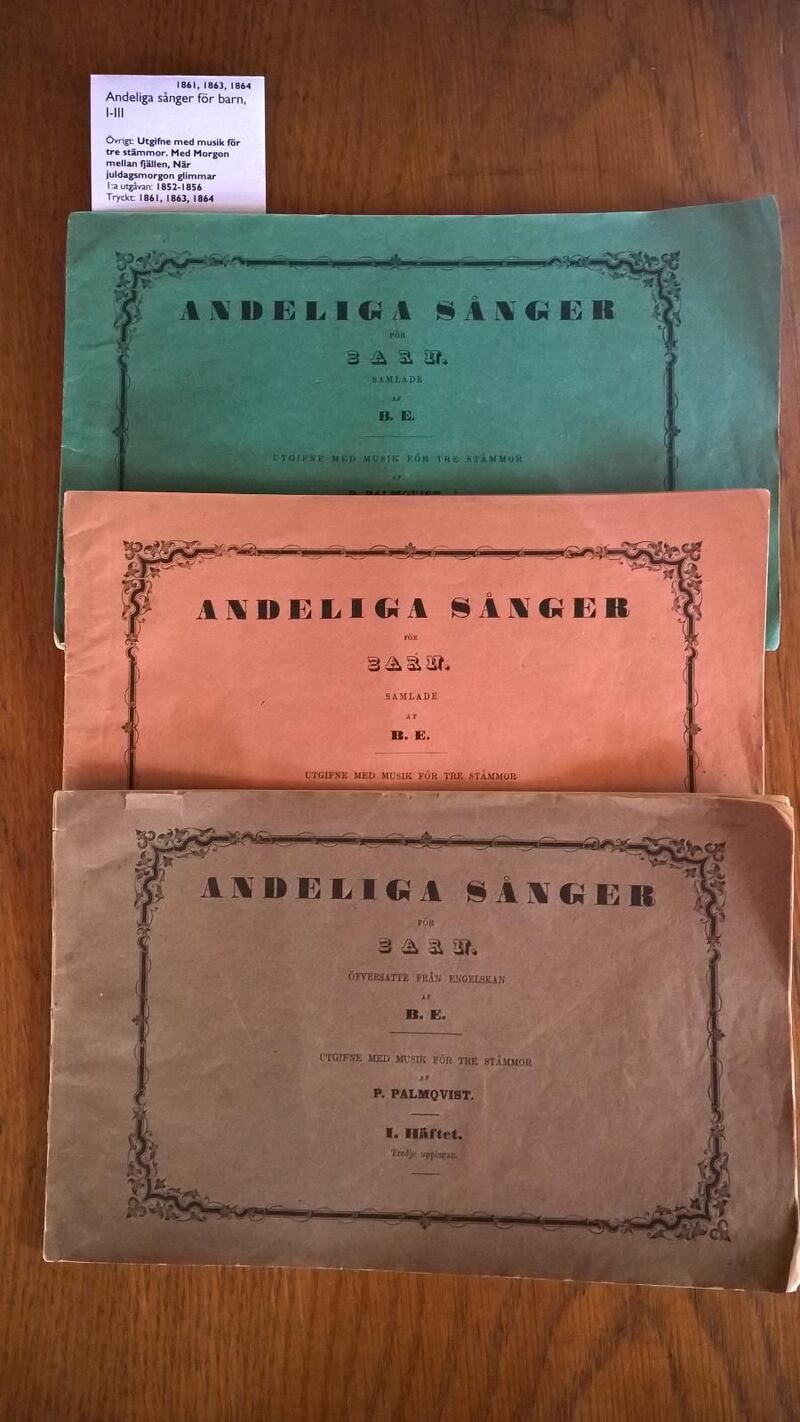 1861, 1863, 1864
Andeliga sånger för barn,
I-III
Övrigt: Utgifne med musik för
tre stämmor. Med Morgon
mellan fjällen, När
juldagsmorgon glimmar
1:a utgåvan: 1852-1856
Tryckt: 1861, 1863, 1864
ANDELIGA SÅNGER
FÖR
BARN.
SAMLADE
AF
B. E.
UTGIFNE MED MUSIK FÖR TRE STÄMMOR
AF
P. PALMQVIST.
ANDELIGA SÅNGER
FÖR
BARN.
SAMLADE
AF
B. E.
UTGIFNE MED MUSIK FÖR TRE STÄMMOR
ANDELIGA SÅNGER
FÖR
BARN.
ÖFVERSATTE FRÅN ENGELSKAN
AF
B. E.
UTGIFNE MED MUSIK FÖR TRE STÄMMOR
AF
P. PALMQVIST.
I. Häftet.
Tredje upplagan.